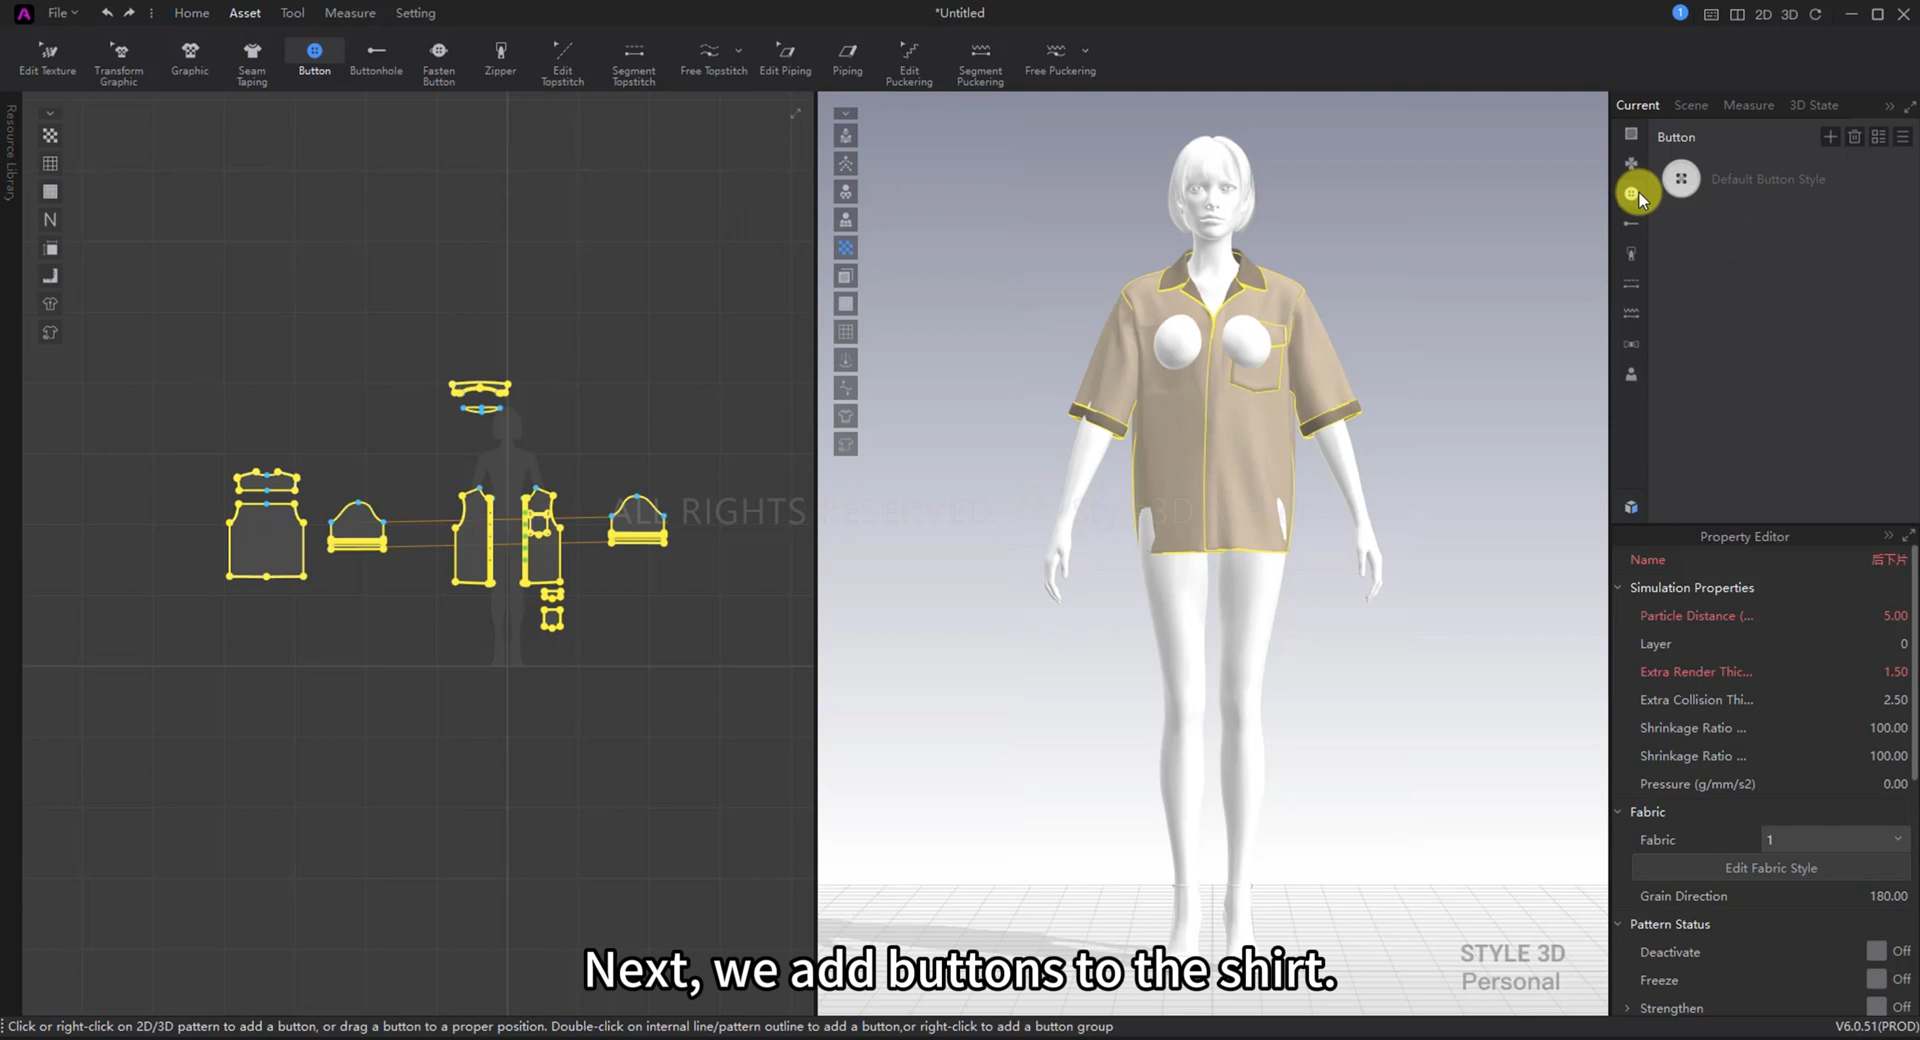 File
Home
Asset
Tool
Measure
Setting
*Untitled
1
2D
3D
Edit Texture
Transform
Graphic
Graphic
Seam
Taping
Button
Buttonhole
Fasten
Button
Zipper
Edit
Topstitch
Segment
Topstitch
Free Topstitch
Edit Piping
Piping
Edit
Puckering
Segment
Puckering
Free Puckering
Resource Library
N
Current
Scene
Measure
3D State
Button
Default Button Style
ALL RIGHTS
Property Editor
Name
后下片
Simulation Properties
Particle Distance (...
5.00
Layer
0
Extra Render Thic...
1.50
Extra Collision Thi...
2.50
Shrinkage Ratio ...
100.00
Shrinkage Ratio ...
100.00
Pressure (g/mm/s2)
0.00
Fabric
Fabric
1
Edit Fabric Style
Grain Direction
180.00
Pattern Status
Deactivate
Off
Freeze
Off
Strengthen
Off
STYLE 3D
Personal
Next, we add buttons to the shirt.
Click or right-click on 2D/3D pattern to add a button, or drag a button to a proper position. Double-click on internal line/pattern outline to add a button,or right-click to add a button group
V6.0.51(PROD)